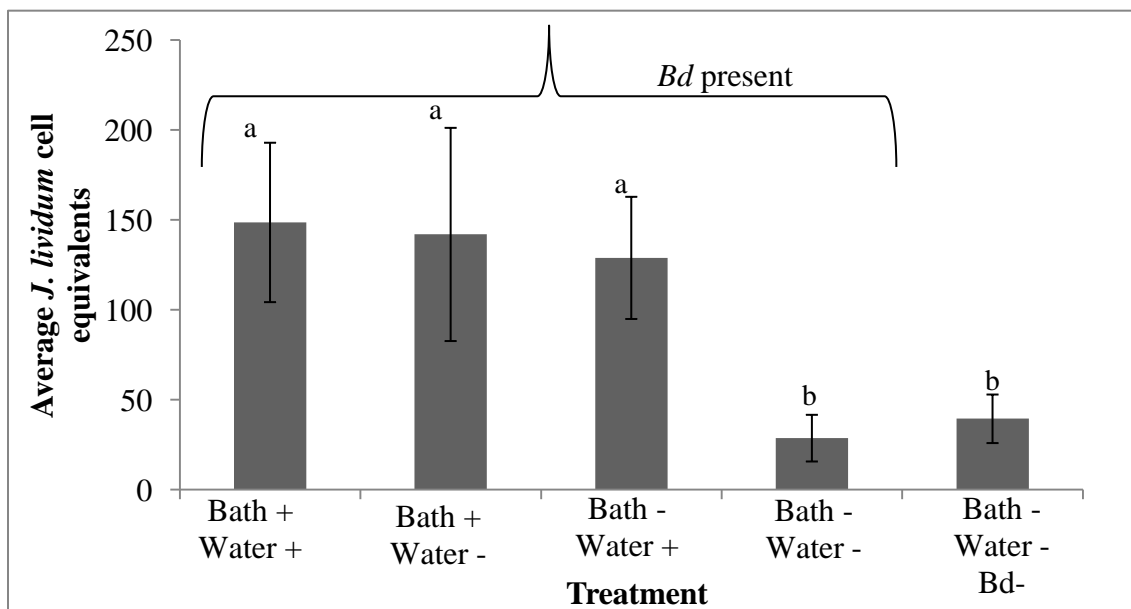 Average J. lividum cell
equivalents
250
200
150
100
50
0
Bd present
a
a
a
b
b
Bath +
Water +
Bath +
Water -
Bath -
Water +
Bath -
Water -
Bath -
Water -
Bd-
Treatment